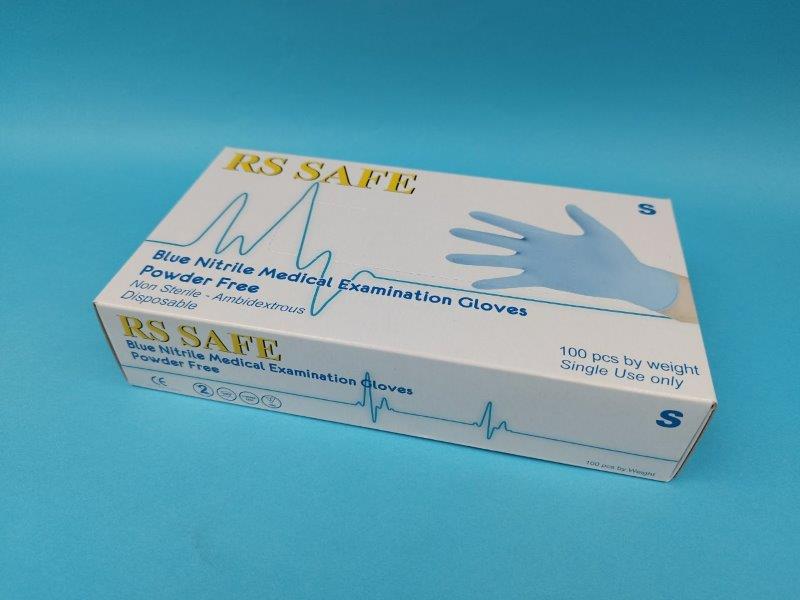 RS SAFE
S
Blue Nitrile Medical Examination Gloves
Powder Free
Non Sterile - Ambidextrous
Disposable
100 pcs by weight
Single Use only
RS SAFE
Blue Nitrile Medical Examination Gloves
Powder Free
CE
2
S
100 pcs by Weight